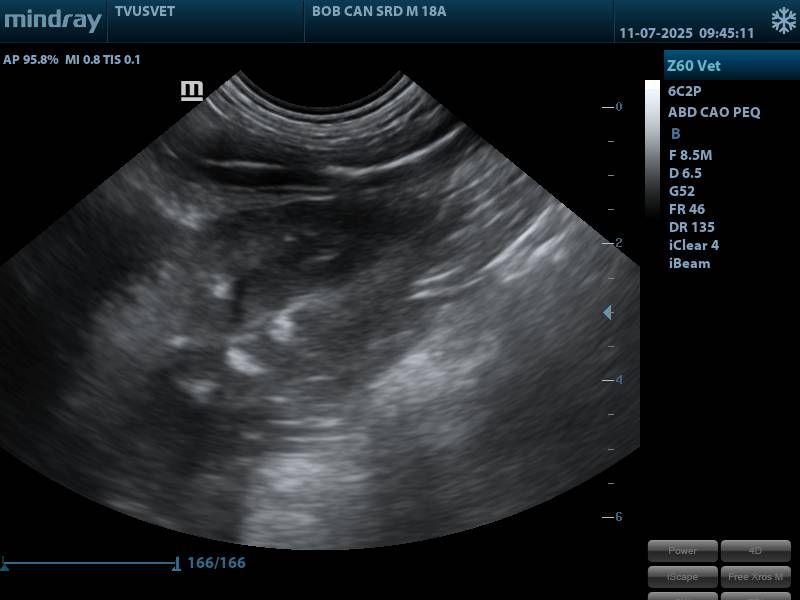 mindray
TVUSVET
BOB CAN SRD M 18A
11-07-2025 09:45:11
AP 95.8% MI 0.8 TIS 0.1
m
Z60 Vet
6C2P
ABD CAO PEQ
B
F 8.5M
D 6.5
G52
FR 46
DR 135
iClear 4
iBeam
0
2
4
6
166/166
Power
4D
iScape
Free Xros M